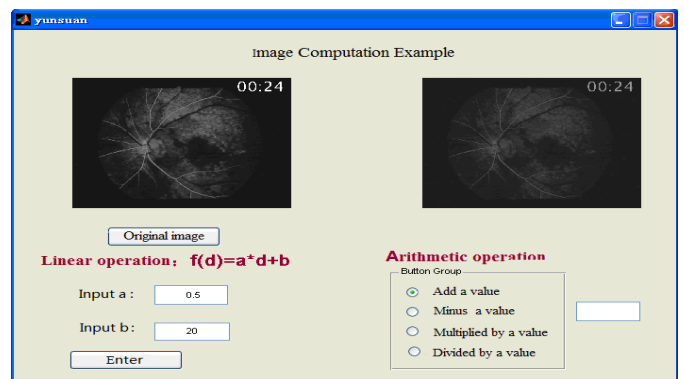 yunsuan
Image Computation Example
00:24
00:24
Original image
Linear operation： f(d)=a*d+b
Input a :
0.5
Input b:
20
Enter
Arithmetic operation
Button Group
Add a value
Minus a value
Multiplied by a value
Divided by a value